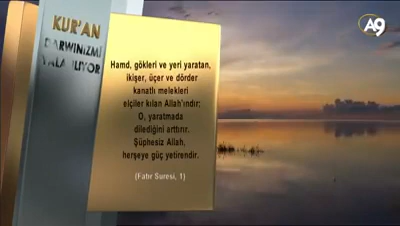 KUR'AN
DARWINIZMI
YALANLIYOR
A9
Hamd, gökleri ve yeri yaratan,
ikişer, üçer ve dörder
kanatlı melekleri
elçiler kılan Allah'ındır;
O, yaratmada
dilediğini arttırır.
Şüphesiz Allah,
herşeye güç yetirendir.
(Fatır Suresi, 1)